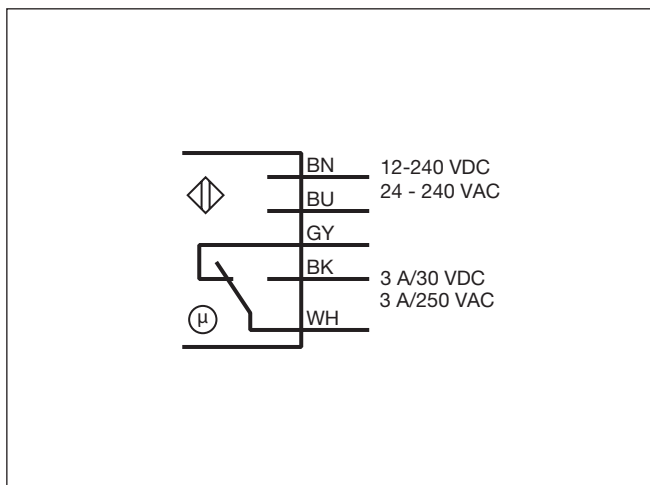 BN
12-240 VDC
BU
24 - 240 VAC
GY
BK
3 A/30 VDC
3 A/250 VAC
µ
WH